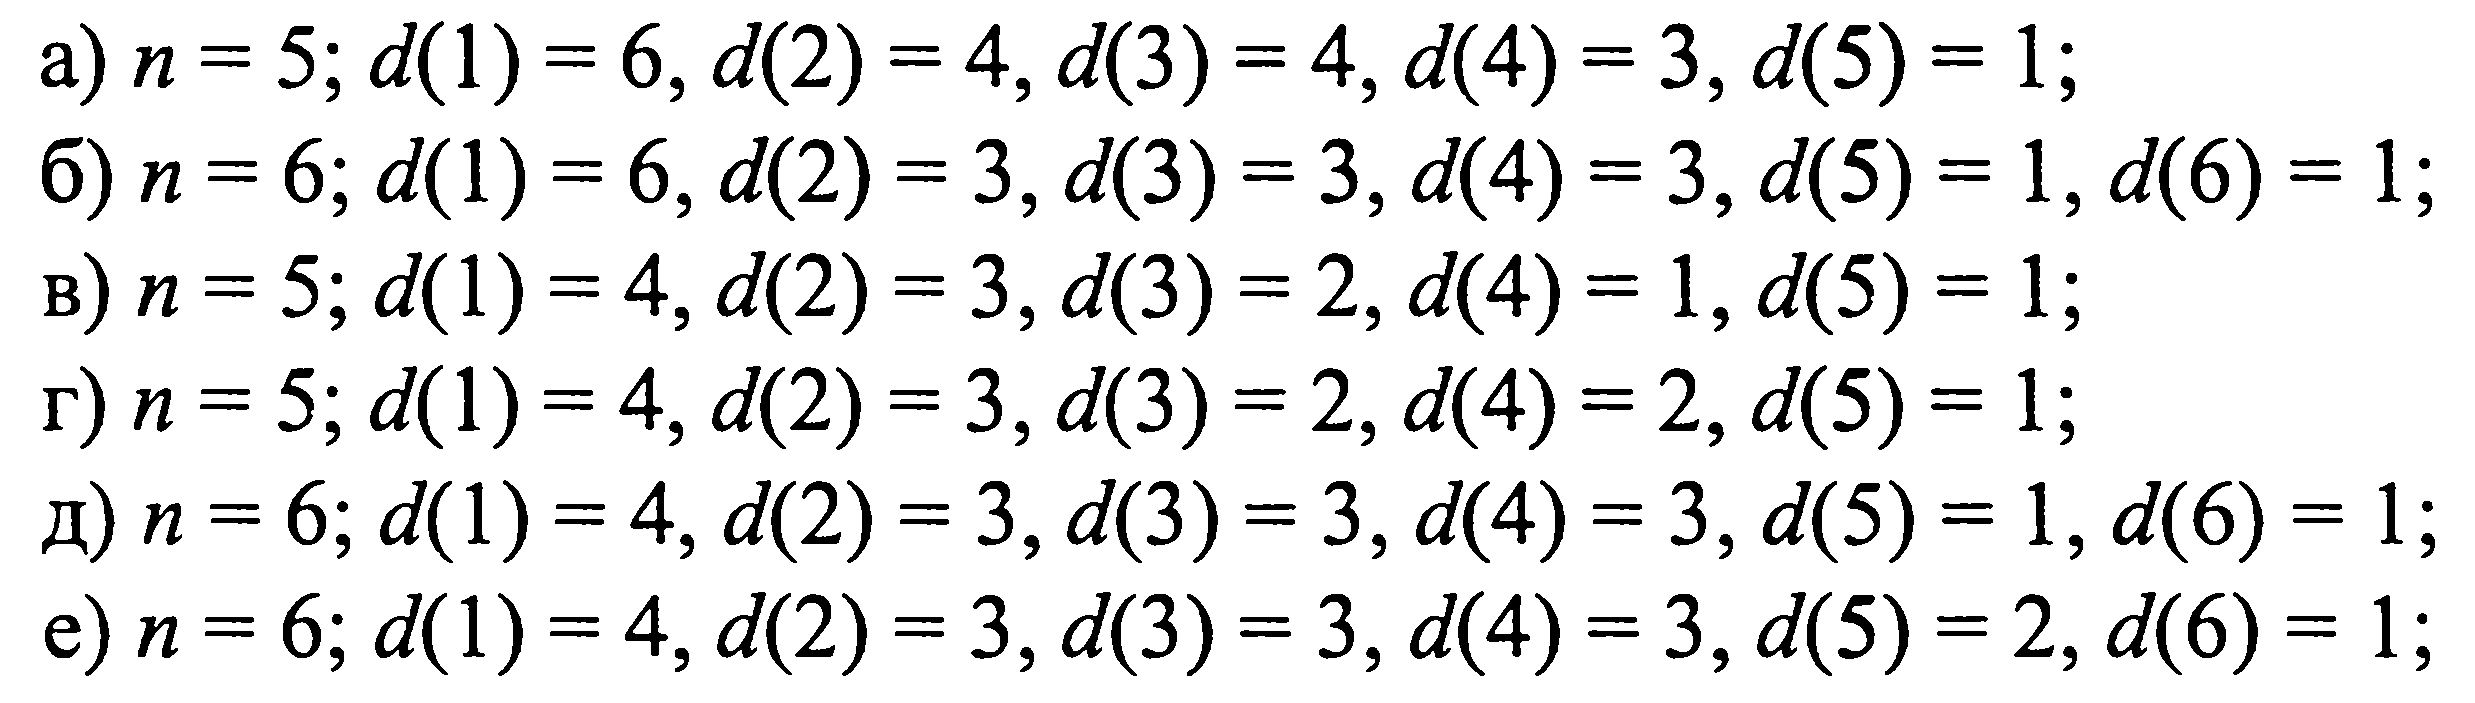 а) n = 5; d(1) = 6, d(2) = 4, d(3) = 4, d(4) = 3, d(5) = 1;
б) n = 6; d(1) = 6, d(2) = 3, d(3) = 3, d(4) = 3, d(5) = 1, d(6) = 1;
в) n = 5; d(1) = 4, d(2) = 3, d(3) = 2, d(4) = 1, d(5) = 1;
г) n = 5; d(1) = 4, d(2) = 3, d(3) = 2, d(4) = 2, d(5) = 1;
д) n = 6; d(1) = 4, d(2) = 3, d(3) = 3, d(4) = 3, d(5) = 1, d(6) = 1;
е) n = 6; d(1) = 4, d(2) = 3, d(3) = 3, d(4) = 3, d(5) = 2, d(6) = 1;